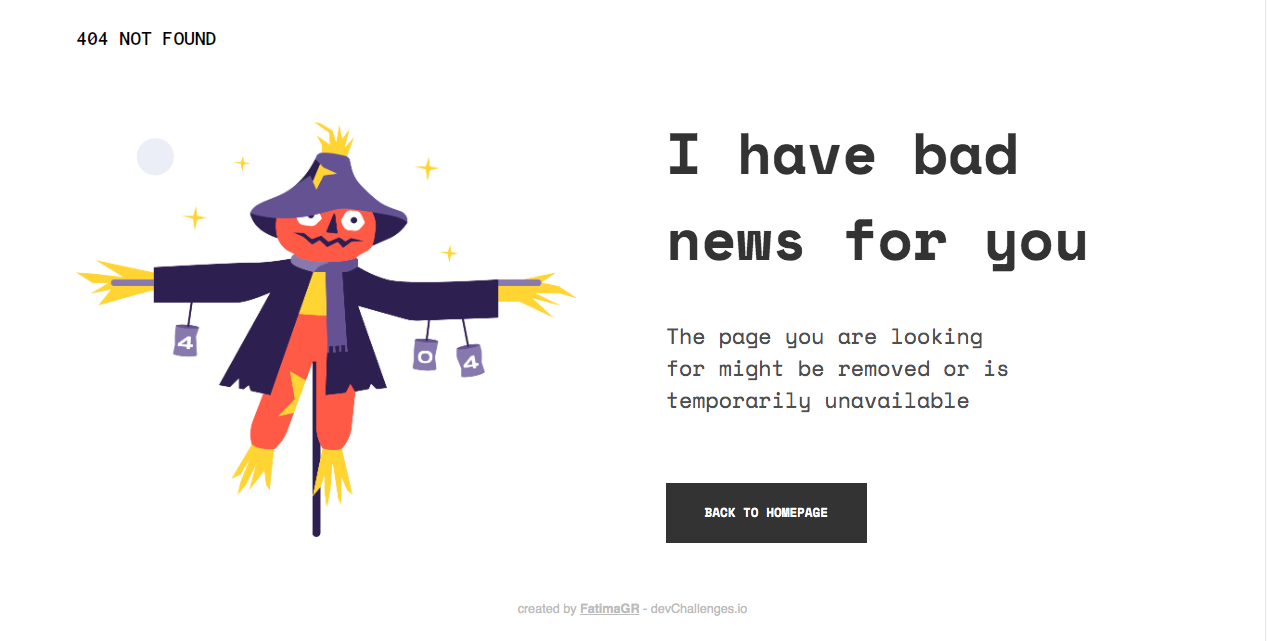 404 NOT FOUND
4
0
4
I have bad
news for you
The page you are looking
for might be removed or is
temporarily unavailable
BACK TO HOMEPAGE
created by FatimaGR - devChallenges.io